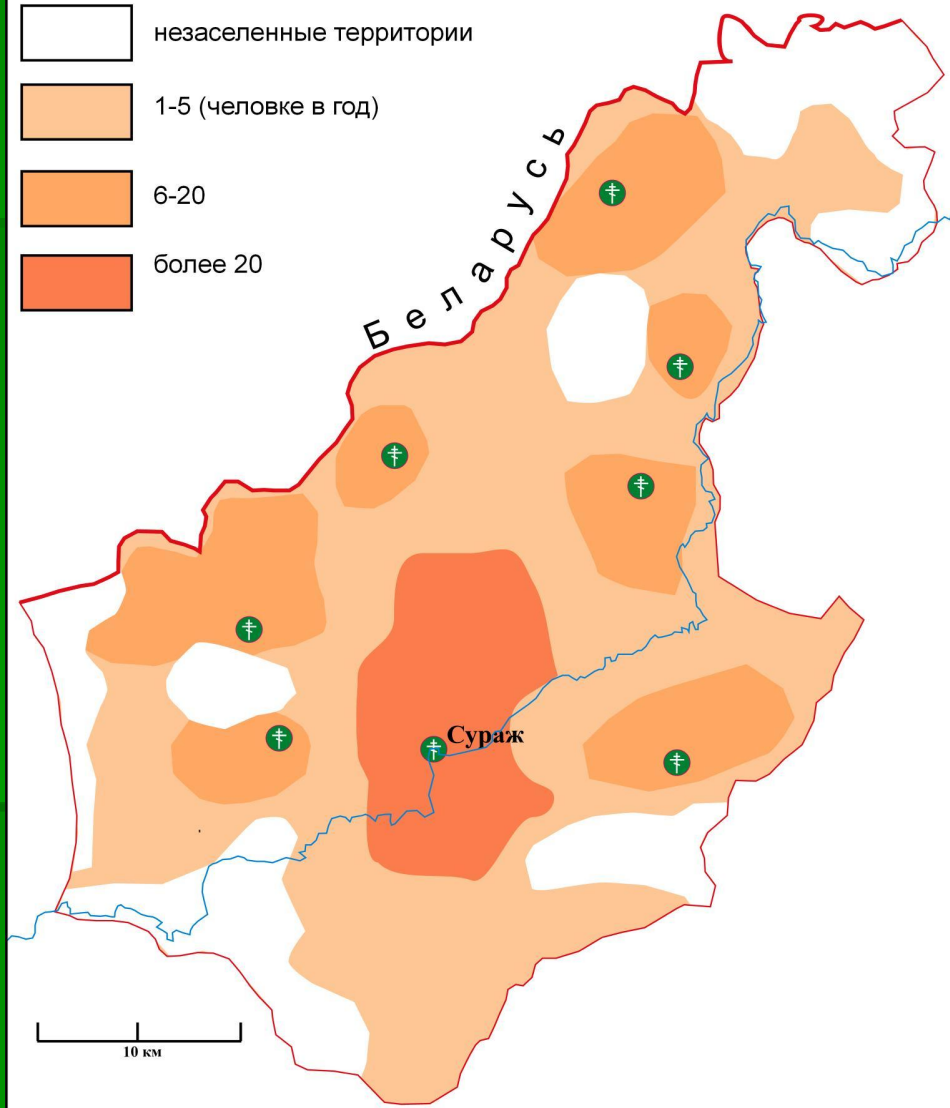 незаселенные территории
1-5 (человке в год)
6-20
более 20
Беларусь
Сураж
10 км